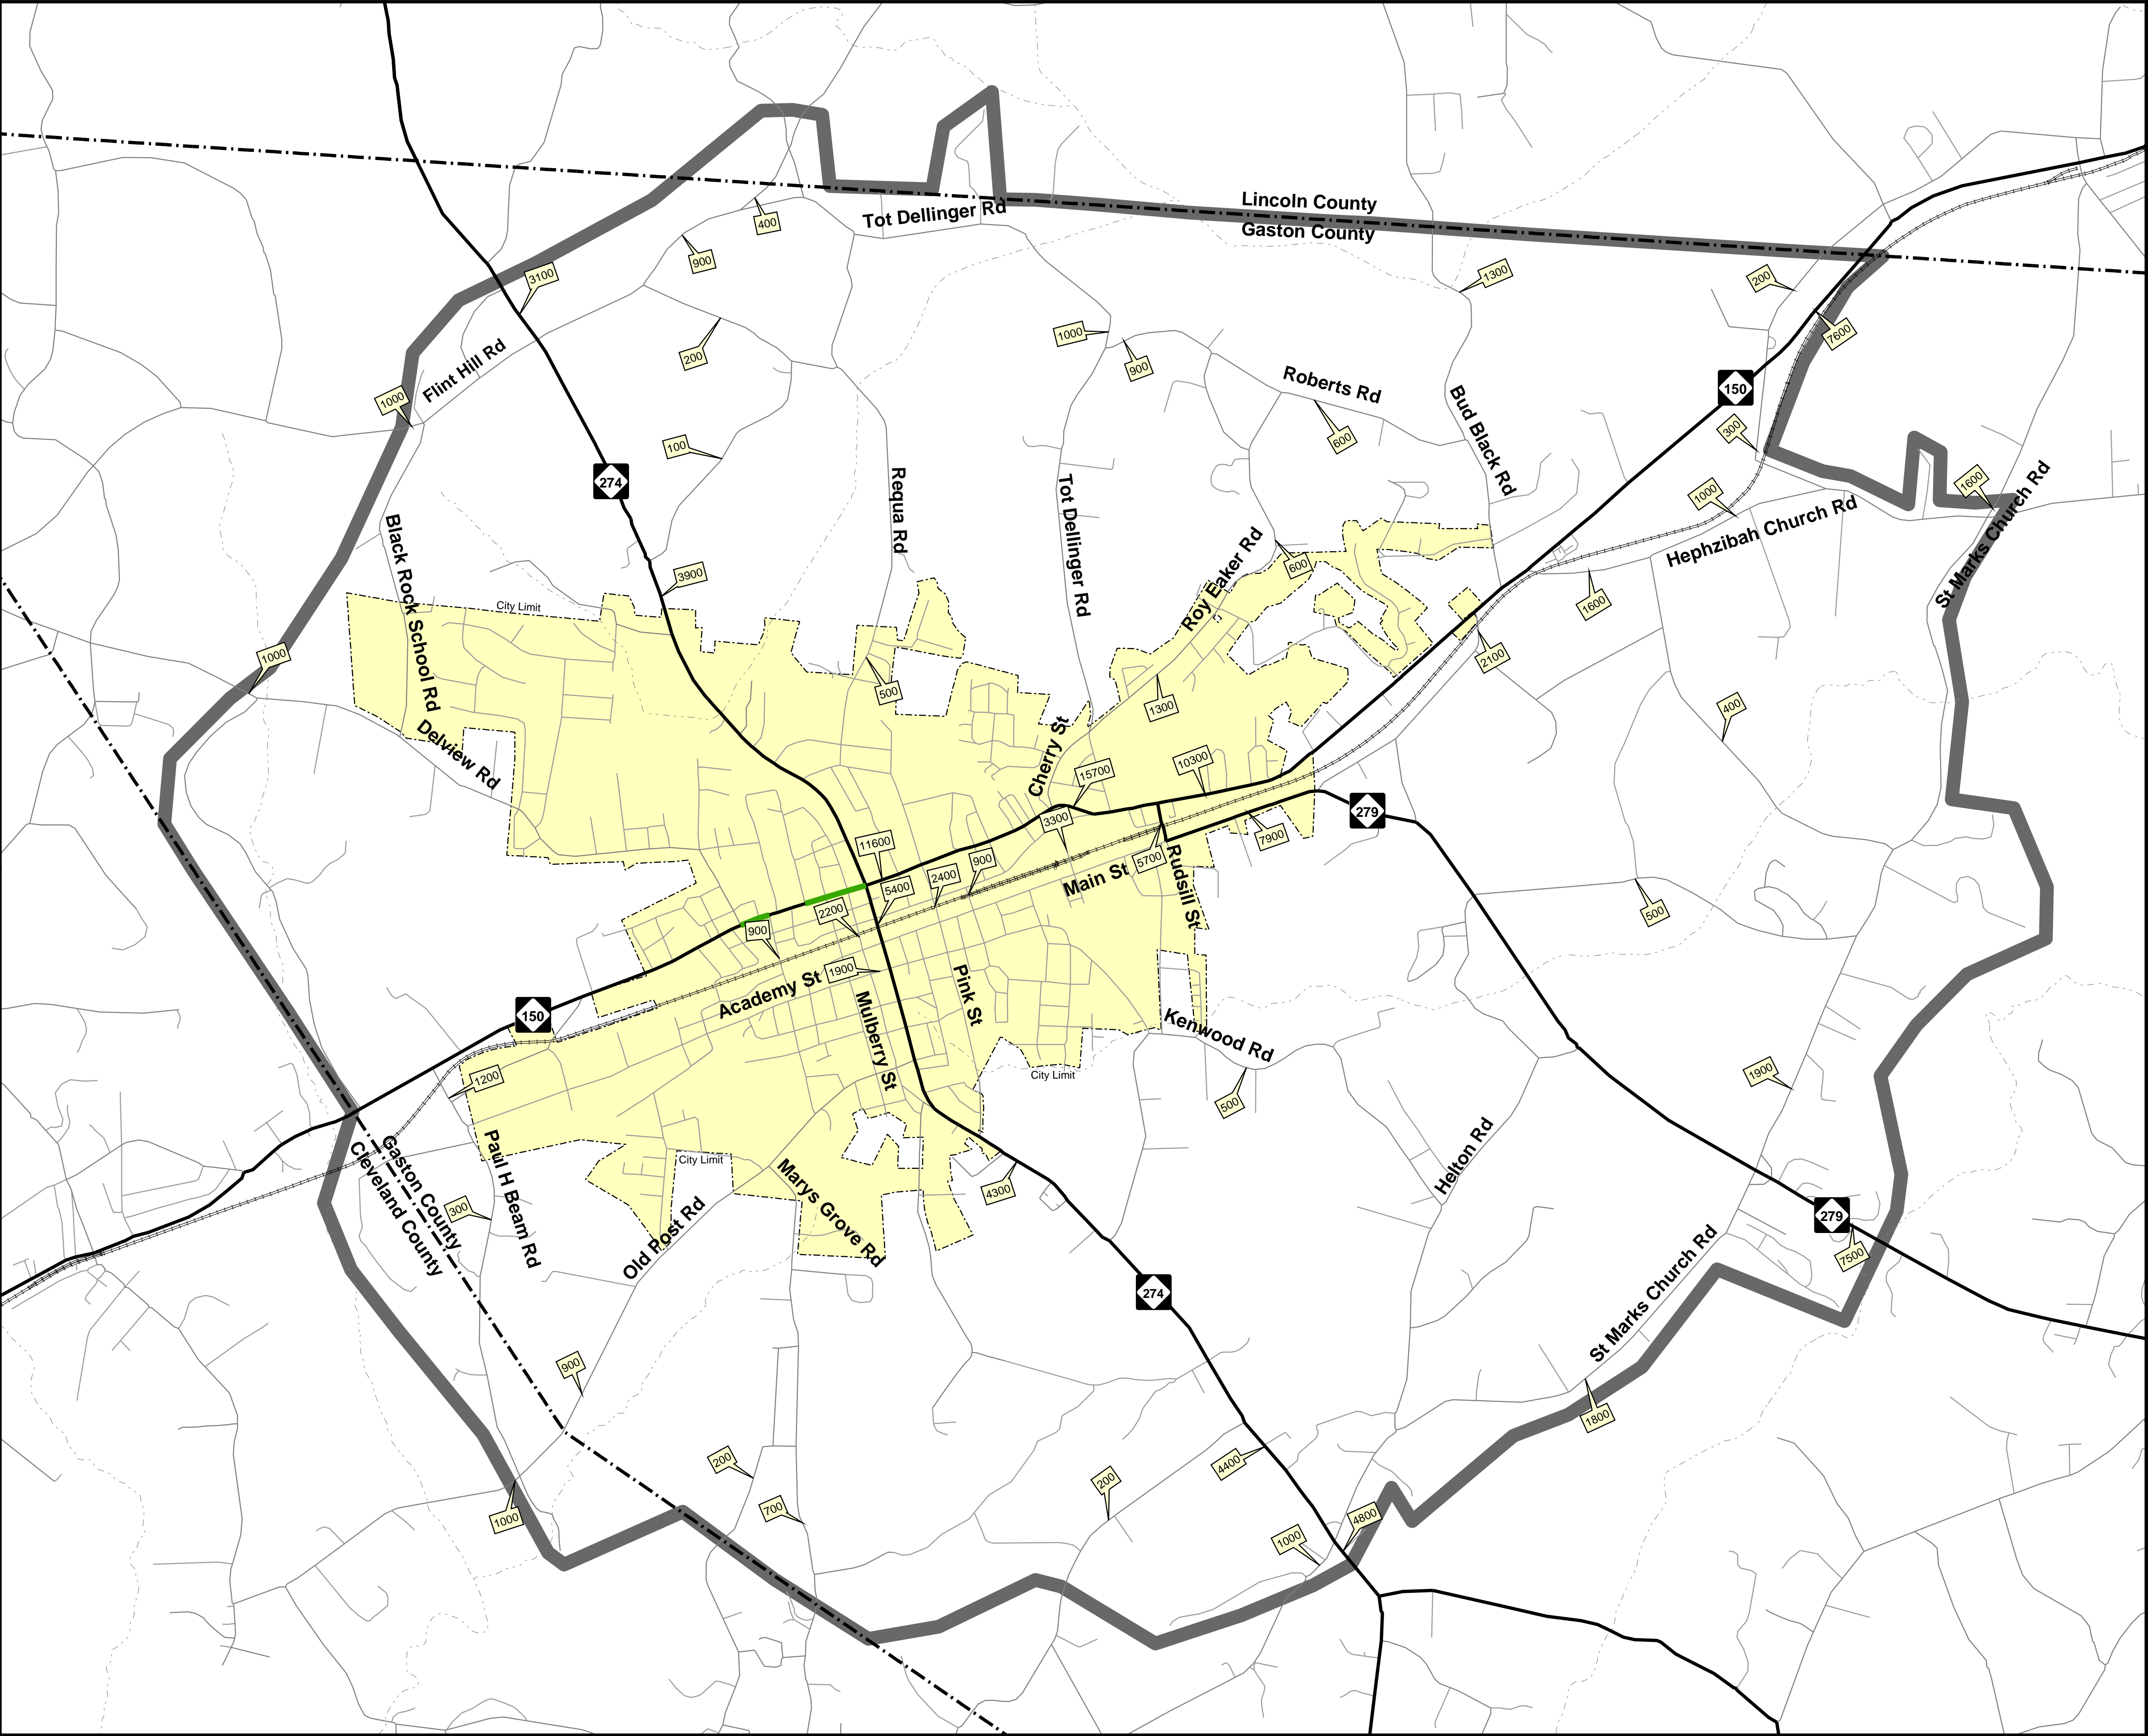 Lincoln County
Gaston County
Tot Dellinger Rd
400
900
3100
1300
200
7600
1000
900
200
Flint Hill Rd
Roberts Rd
150
1000
Bud Black Rd
600
300
100
274
Requa Rd
Tot Dellinger Rd
1000
1600
Hephzibah Church Rd
St Marks Church Rd
Black Rock School Rd
3900
Roy Eaker Rd
600
1600
City Limit
1000
500
1300
2100
400
Delview Rd
Cherry St
15700
10300
279
3300
7900
11600
900
5700
Rudsill St
2400
5400
Main St
2200
900
500
1900
Academy St
Pink St
150
Mulberry St
Kenwood Rd
City Limit
1200
500
1900
Gaston County
Cleveland County
Paul H Beam Rd
City Limit
Helton Rd
300
Marys Grove Rd
4300
Old Post Rd
279
7500
274
St Marks Church Rd
900
1800
200
4400
200
700
1000
4800
1000